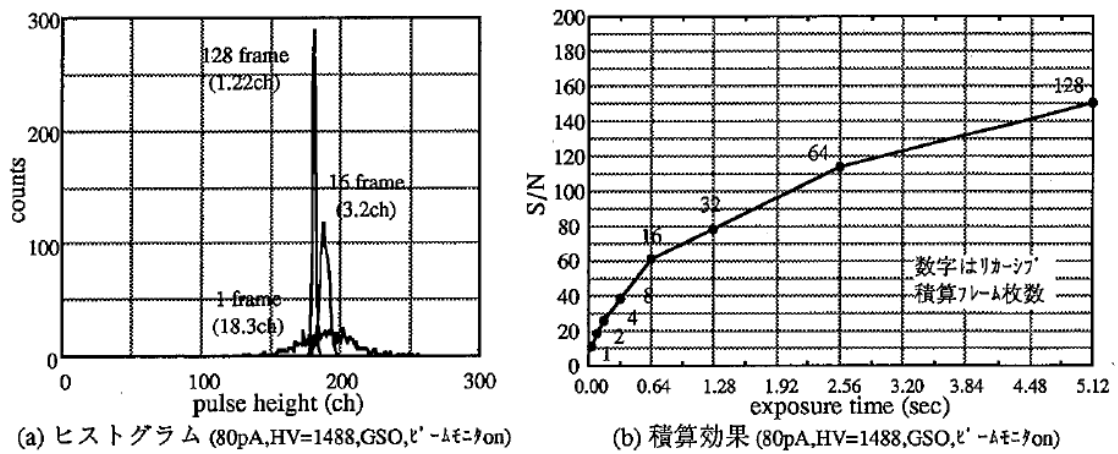 300
200
100
0
counts
128 frame
(1.22ch)
16 frame
(3.2ch)
1 frame
(18.3ch)
0
100
200
300
pulse height (ch)
(a) ヒストグラム (80pA,HV=1488,GSO,ﾋﾞｰﾑﾓﾆﾀon)
200
180
160
140
120
100
80
60
40
20
0
S/N
1
2
4
8
16
32
64
128
数字はﾘｶｰｼﾌﾞ
積算ﾌﾚｰﾑ枚数
0.00
0.64
1.28
1.92
2.56
3.20
3.84
4.48
5.12
exposure time (sec)
(b) 積算効果 (80pA,HV=1488,GSO,ﾋﾞｰﾑﾓﾆﾀon)